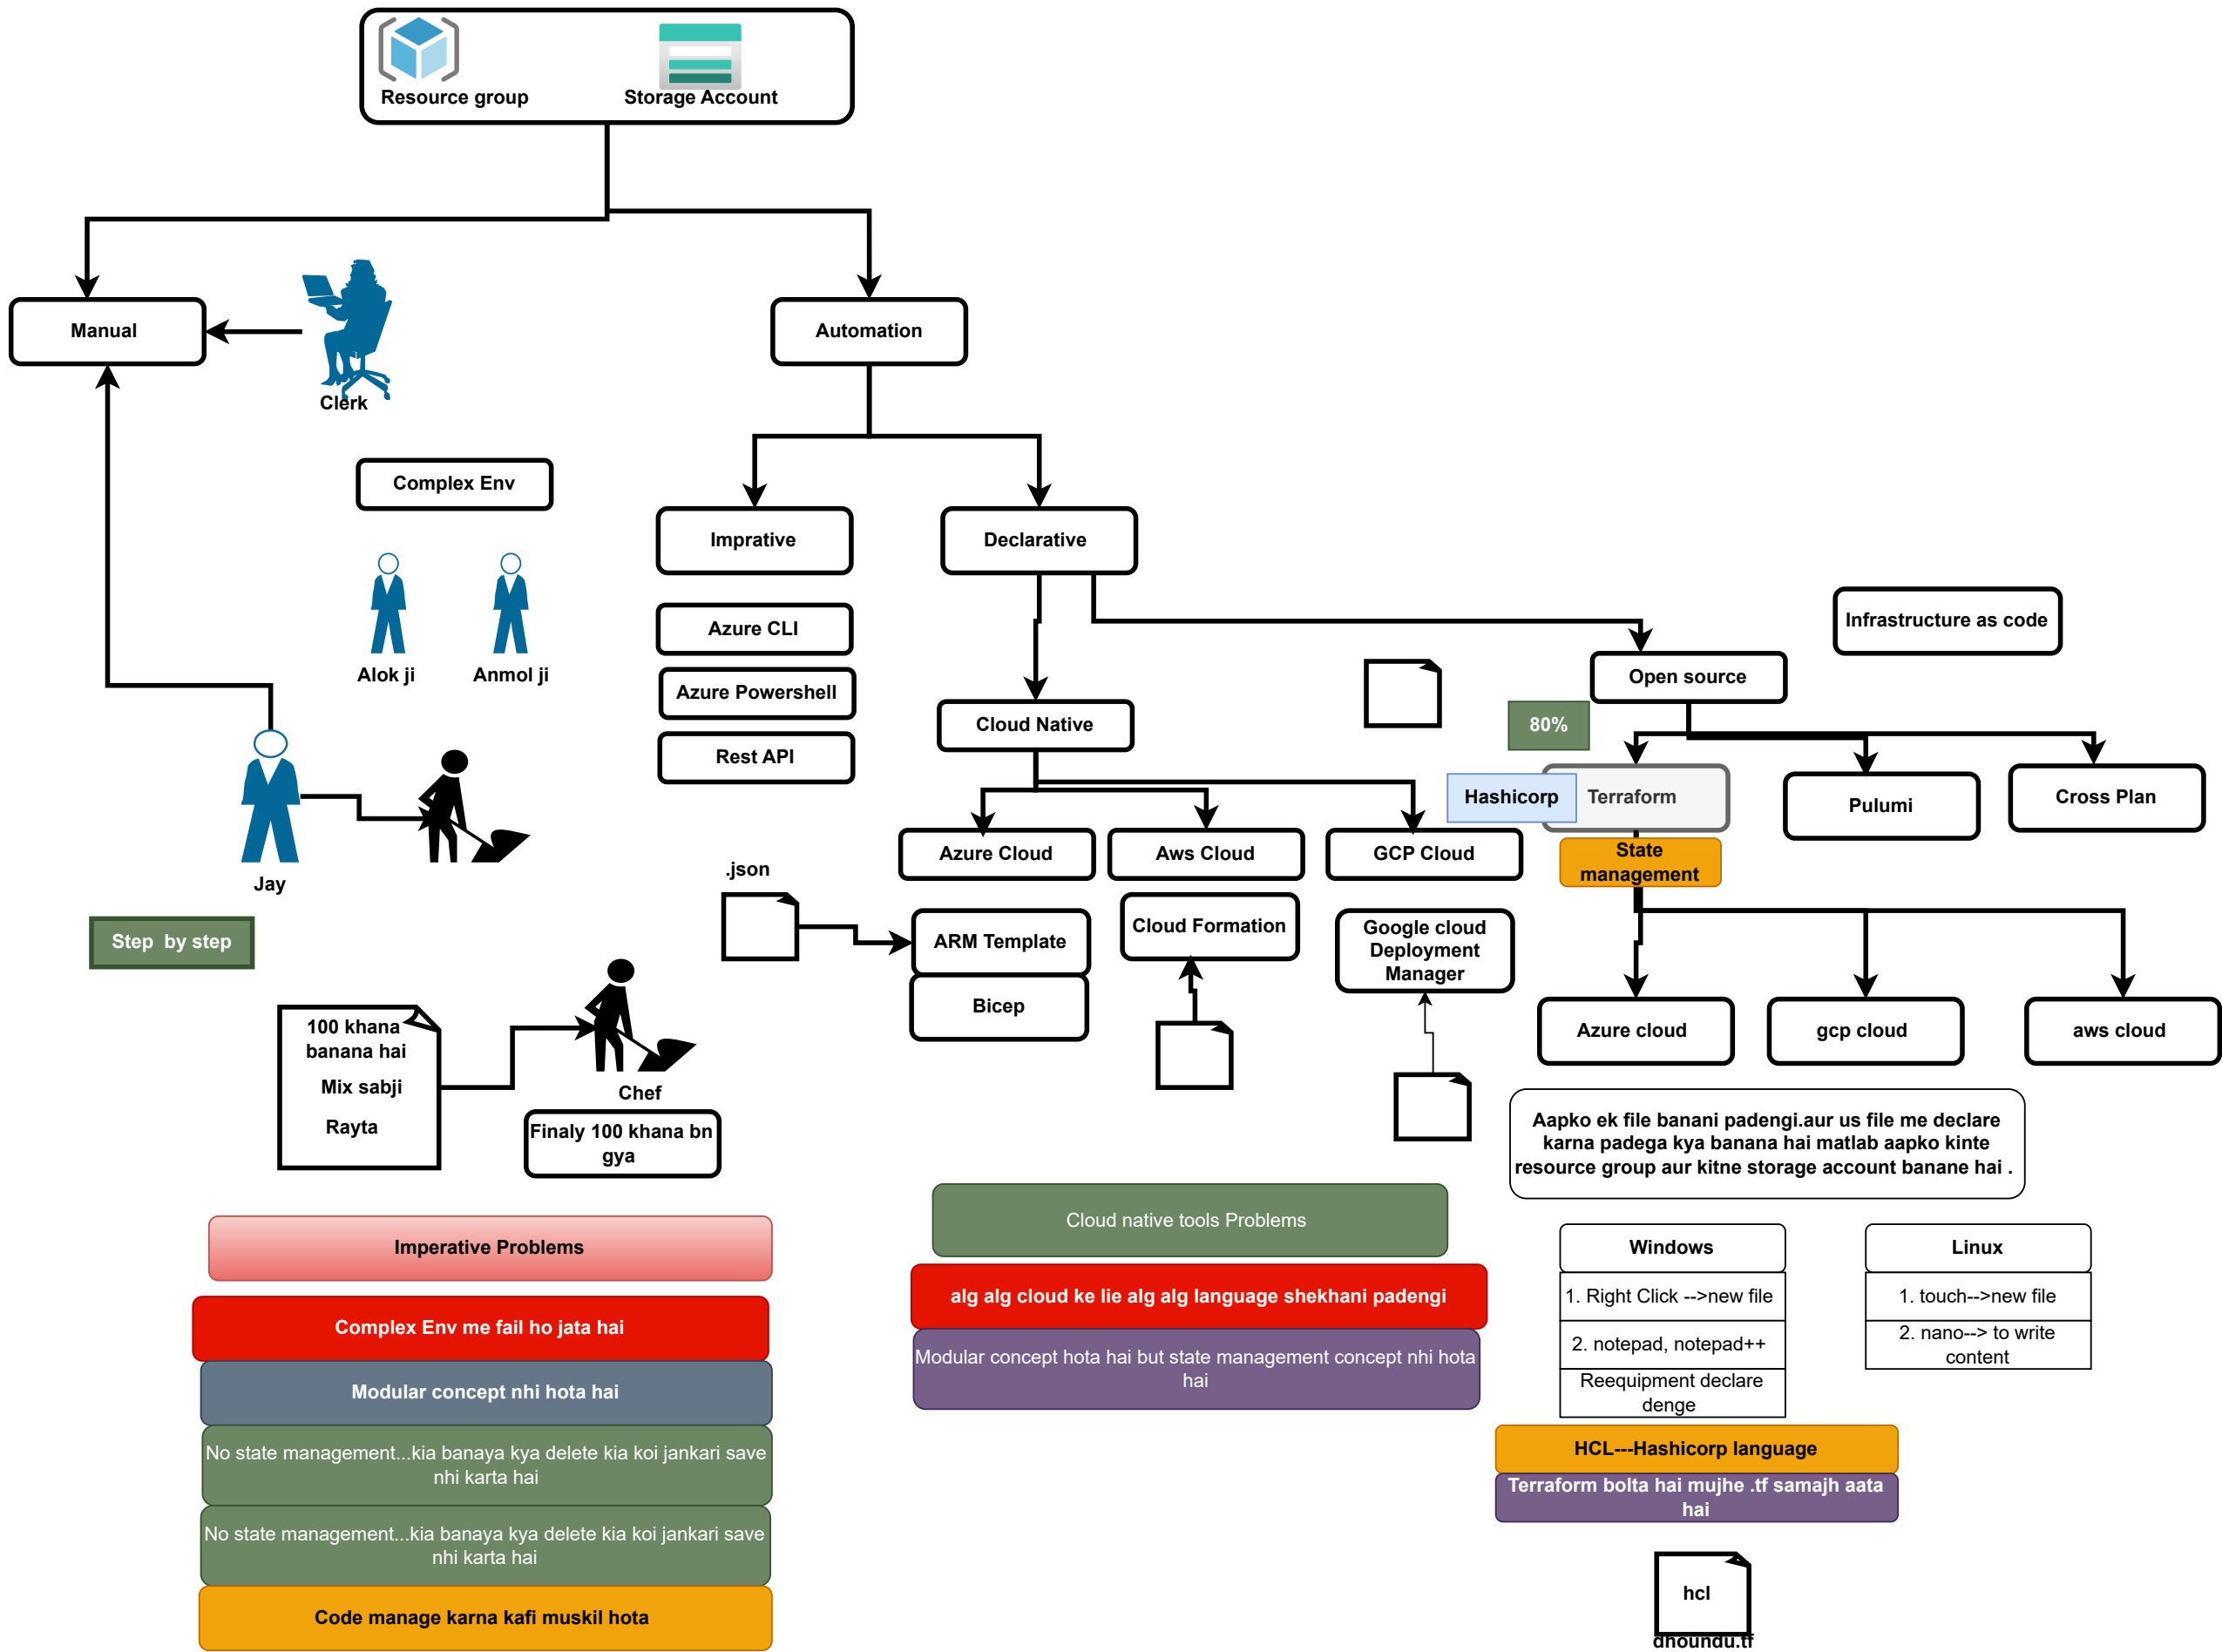 Resource group
Storage Account
Manual
Clerk
Automation
Complex Env
Imprative
Declarative
Alok ji
Anmol ji
Azure CLI
Azure Powershell
Rest API
Infrastructure as code
Open source
Cloud Native
80%
Hashicorp
Terraform
Pulumi
Cross Plan
Jay
Azure Cloud
Aws Cloud
GCP Cloud
State
management
.json
Step  by step
ARM Template
Bicep
Cloud Formation
Google cloud
Deployment
Manager
Azure cloud
gcp cloud
aws cloud
100 khana
banana hai
Mix sabji
Rayta
Chef
Finaly 100 khana bn
gya
Aapko ek file banani padengi.aur us file me declare
karna padega kya banana hai matlab aapko kinte
resource group aur kitne storage account banane hai .
Imperative Problems
Complex Env me fail ho jata hai
Modular concept nhi hota hai
No state management...kia banaya kya delete kia koi jankari save
nhi karta hai
No state management...kia banaya kya delete kia koi jankari save
nhi karta hai
Code manage karna kafi muskil hota
Cloud native tools Problems
alg alg cloud ke lie alg alg language shekhani padengi
Modular concept hota hai but state management concept nhi hota
hai
Windows
1. Right Click -->new file
2. notepad, notepad++
Reequipment declare
denge
Linux
1. touch-->new file
2. nano--> to write
content
HCL---Hashicorp language
Terraform bolta hai mujhe .tf samajh aata
hai
hcl
dhoundu.tf